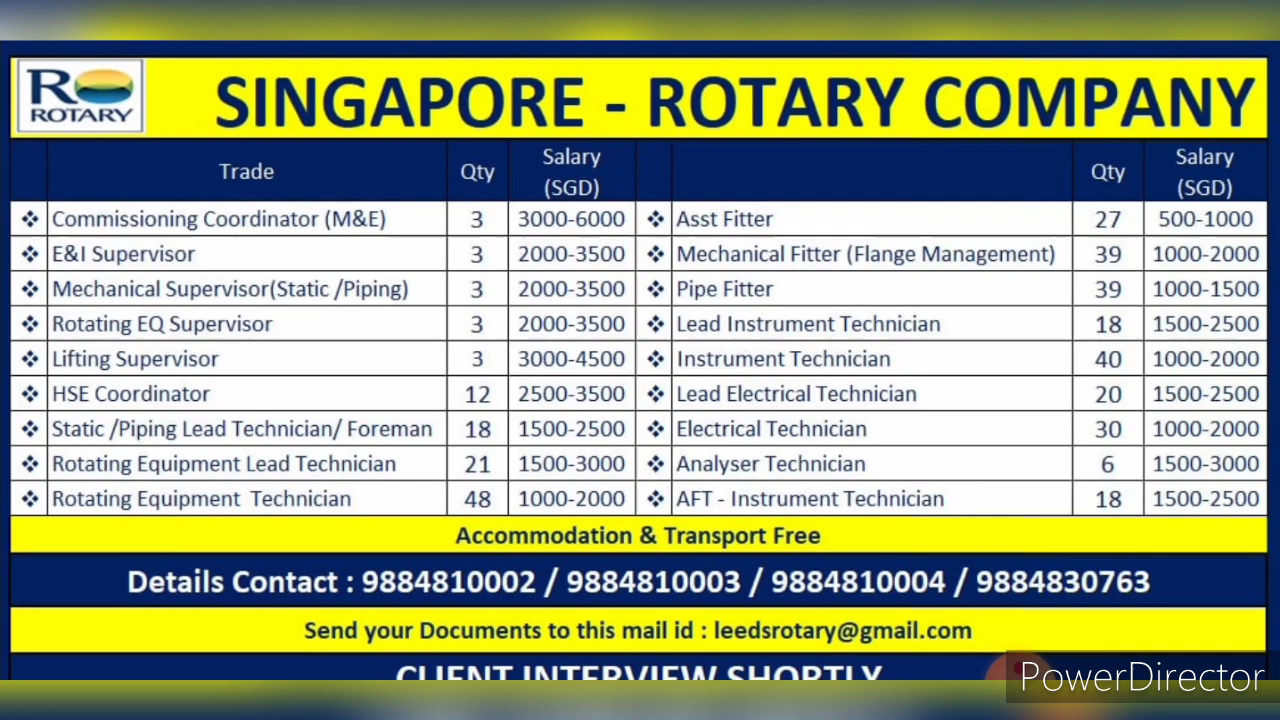 RO
ROTARY
SINGAPORE - ROTARY COMPANY
Trade Qty Salary (SGD) Qty Salary (SGD)
❖ Commissioning Coordinator (M&E) 3 3000-6000 ❖ Asst Fitter 27 500-1000
❖ E&I Supervisor 3 2000-3500 ❖ Mechanical Fitter (Flange Management) 39 1000-2000
❖ Mechanical Supervisor(Static /Piping) 3 2000-3500 ❖ Pipe Fitter 39 1000-1500
❖ Rotating EQ Supervisor 3 2000-3500 ❖ Lead Instrument Technician 18 1500-2500
❖ Lifting Supervisor 3 3000-4500 ❖ Instrument Technician 40 1000-2000
❖ HSE Coordinator 12 2500-3500 ❖ Lead Electrical Technician 20 1500-2500
❖ Static /Piping Lead Technician/ Foreman 18 1500-2500 ❖ Electrical Technician 30 1000-2000
❖ Rotating Equipment Lead Technician 21 1500-3000 ❖ Analyser Technician 6 1500-3000
❖ Rotating Equipment Technician 48 1000-2000 ❖ AFT - Instrument Technician 18 1500-2500
Accommodation & Transport Free
Details Contact : 9884810002 / 9884810003 / 9884810004 / 9884830763
Send your Documents to this mail id : leedsrotary@gmail.com
CLIENT INTERVIEW SHORTLY
PowerDirector